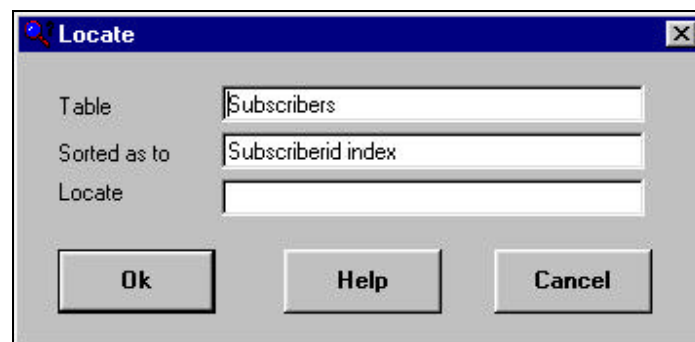 Locate
Table Subscribers
Sorted as to Subscriberid index
Locate
Ok Help Cancel